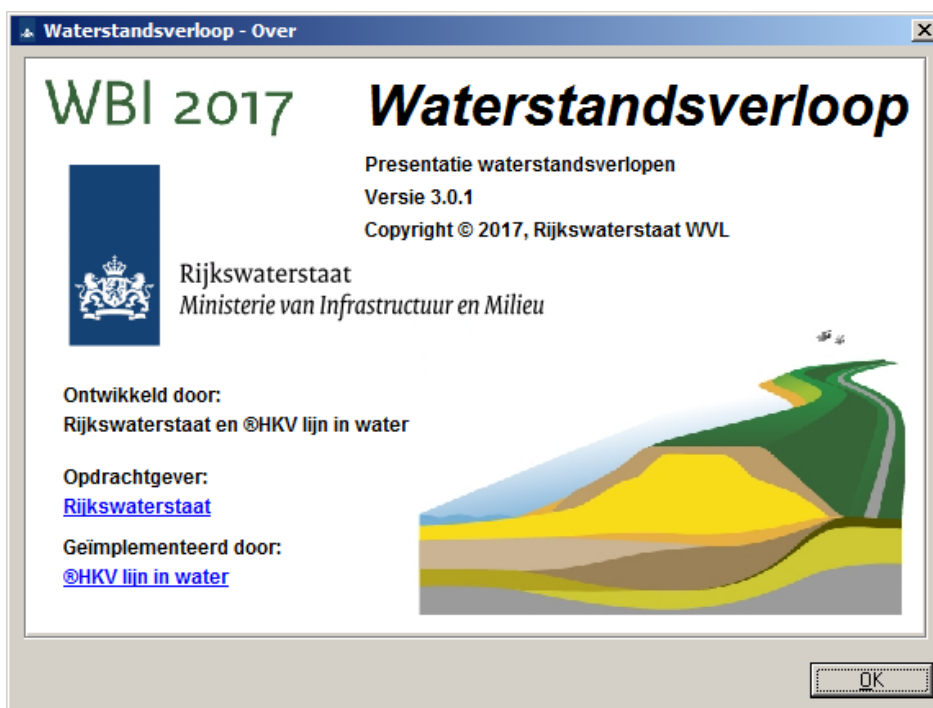 Waterstandsverloop - Over
WBI 2017
Waterstandsverloop
Presentatie waterstandsverlopen
Versie 3.0.1
Copyright © 2017, Rijkswaterstaat WVL
Rijkswaterstaat
Ministerie van Infrastructuur en Milieu
Ontwikkeld door:
Rijkswaterstaat en ®HKV lijn in water
Opdrachtgever:
Rijkswaterstaat
Geïmplementeerd door:
®HKV lijn in water
OK